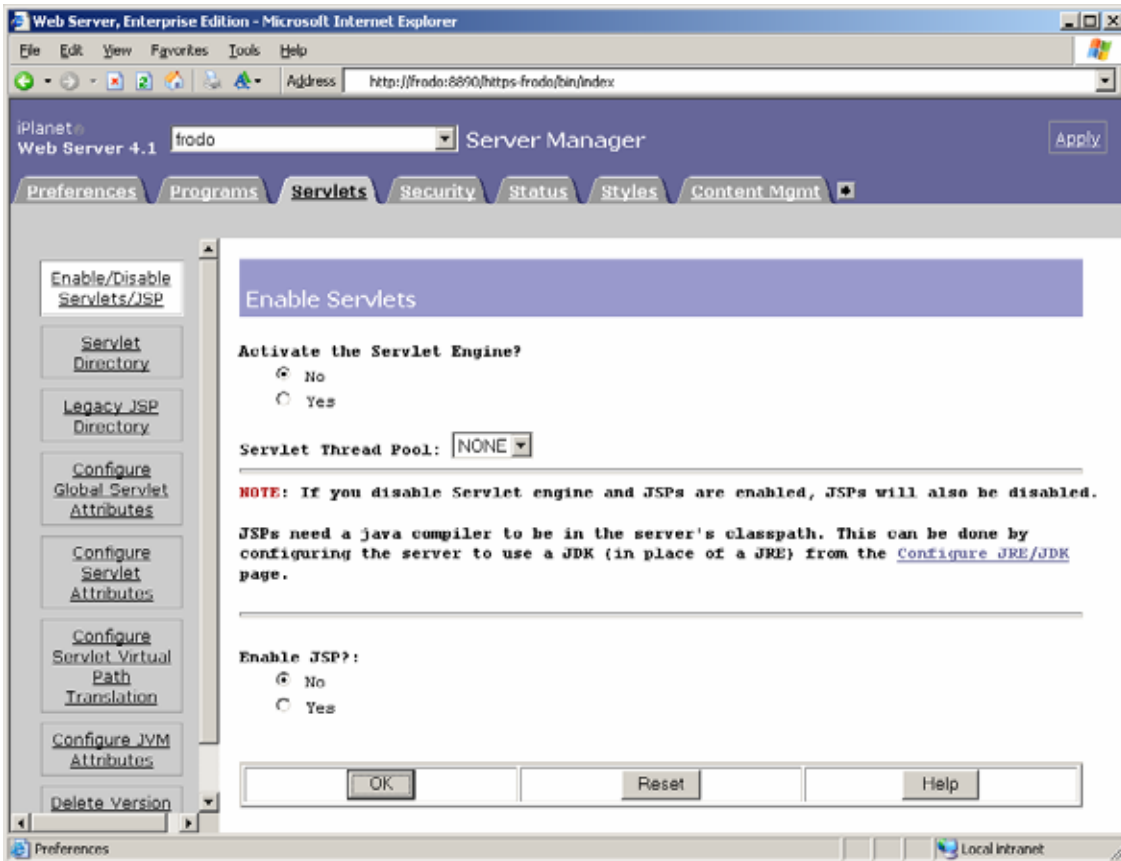 Web Server, Enterprise Edition - Microsoft Internet Explorer
File Edit View Favorites Tools Help
Address http://frodo:8890/https-frodo/bin/index
iPlanet
Web Server 4.1 frodo Server Manager Apply
Preferences Programs Servlets Security Status Styles Content Mgmt
Enable/Disable
Servlets/JSP
Servlet
Directory
Legacy JSP
Directory
Configure
Global Servlet
Attributes
Configure
Servlet
Attributes
Configure
Servlet Virtual
Path
Translation
Configure JVM
Attributes
Delete Version
Enable Servlets
Activate the Servlet Engine?
No
Yes
Servlet Thread Pool: NONE
NOTE: If you disable Servlet engine and JSPs are enabled, JSPs will also be disabled.
JSPs need a java compiler to be in the server's classpath. This can be done by
configuring the server to use a JDK (in place of a JRE) from the Configure JRE/JDK
page.
Enable JSP?:
No
Yes
OK Reset Help
Preferences Local intranet